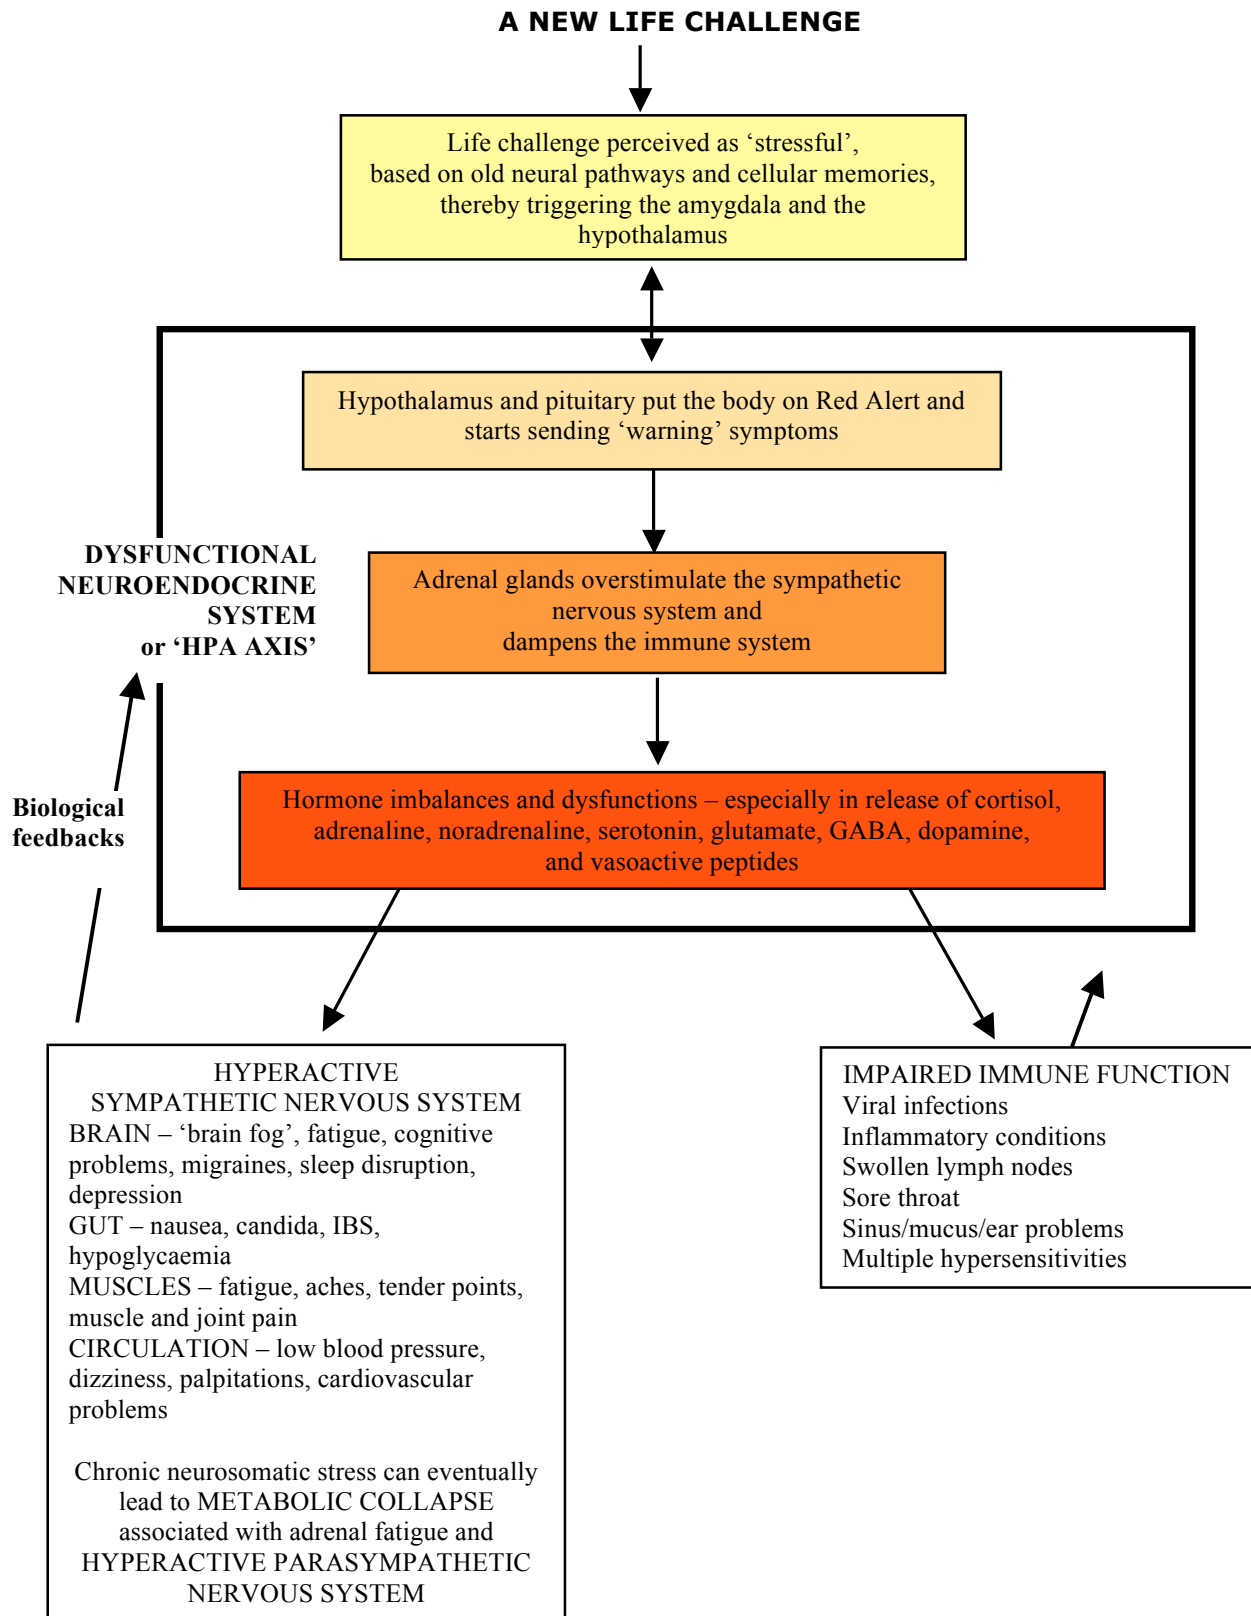 A NEW LIFE CHALLENGE
Life challenge perceived as ‘stressful’,
based on old neural pathways and cellular memories,
thereby triggering the amygdala and the
hypothalamus
Hypothalamus and pituitary put the body on Red Alert and
starts sending ‘warning’ symptoms
DYSFUNCTIONAL
NEUROENDOCRINE
SYSTEM
or ‘HPA AXIS’
Adrenal glands overstimulate the sympathetic
nervous system and
dampens the immune system
Biological
feedbacks
Hormone imbalances and dysfunctions – especially in release of cortisol,
adrenaline, noradrenaline, serotonin, glutamate, GABA, dopamine,
and vasoactive peptides
HYPERACTIVE
SYMPATHETIC NERVOUS SYSTEM
BRAIN – ‘brain fog’, fatigue, cognitive
problems, migraines, sleep disruption,
depression
GUT – nausea, candida, IBS,
hypoglycaemia
MUSCLES – fatigue, aches, tender points,
muscle and joint pain
CIRCULATION – low blood pressure,
dizziness, palpitations, cardiovascular
problems
Chronic neurosomatic stress can eventually
lead to METABOLIC COLLAPSE
associated with adrenal fatigue and
HYPERACTIVE PARASYMPATHETIC
NERVOUS SYSTEM
IMPAIRED IMMUNE FUNCTION
Viral infections
Inflammatory conditions
Swollen lymph nodes
Sore throat
Sinus/mucus/ear problems
Multiple hypersensitivities